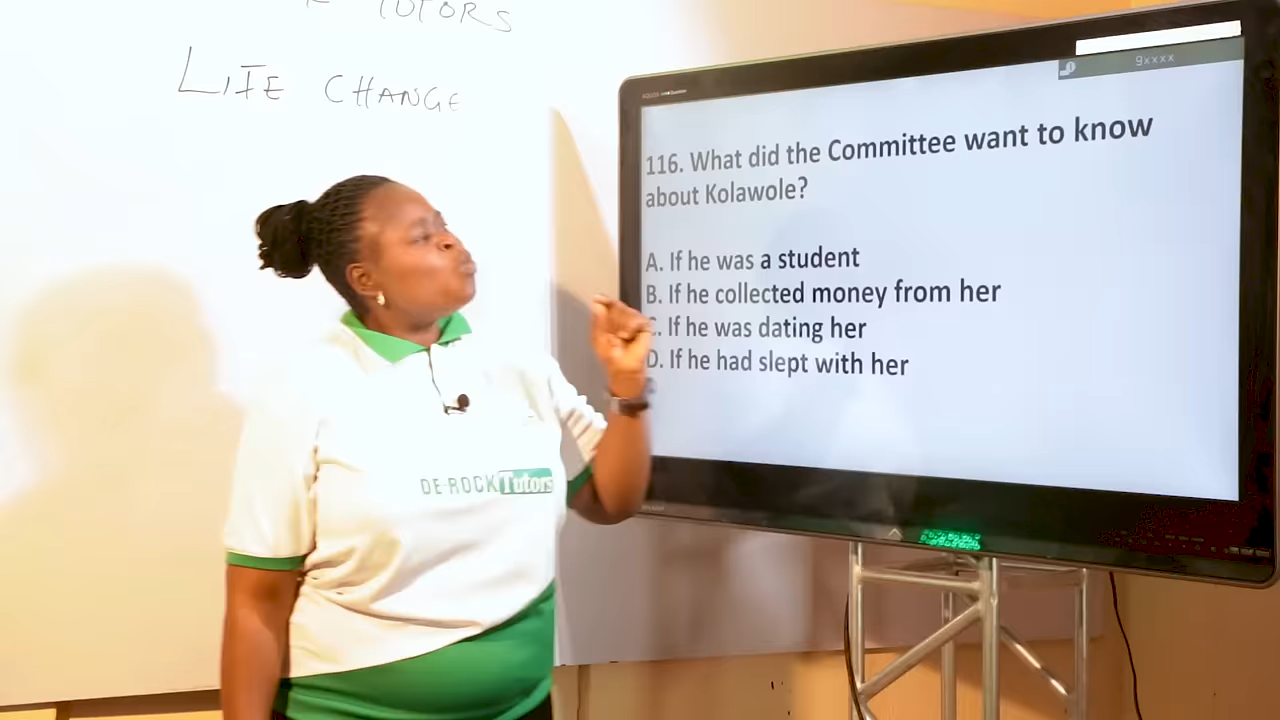 TUTORS
LIFE CHANGE
9xxxx
116. What did the Committee want to know
about Kolawole?
A. If he was a student
B. If he collected money from her
C. If he was dating her
D. If he had slept with her
DE-ROCK Tutors